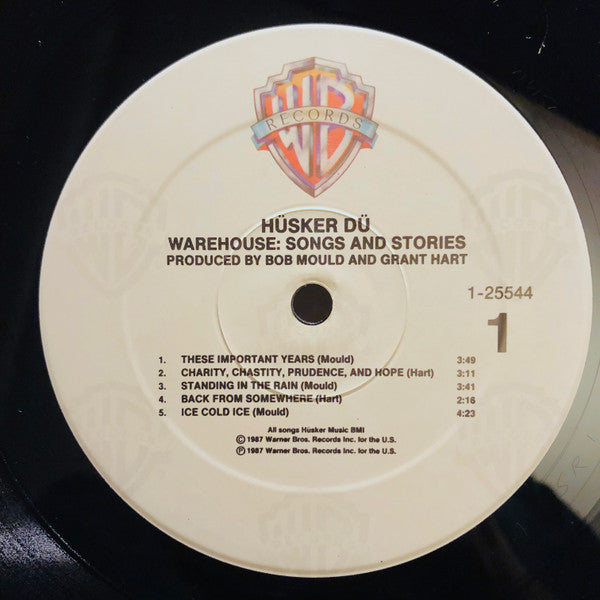 WB
RECORDS
HÜSKER DÜ
WAREHOUSE: SONGS AND STORIES
PRODUCED BY BOB MOULD AND GRANT HART
1-25544
1
1. THESE IMPORTANT YEARS (Mould) 3:49
2. CHARITY, CHASTITY, PRUDENCE, AND HOPE (Hart) 3:11
3. STANDING IN THE RAIN (Mould) 3:41
4. BACK FROM SOMEWHERE (Hart) 2:16
5. ICE COLD ICE (Mould) 4:23
All songs Hüsker Music BMI
© 1987 Warner Bros. Records Inc. for the U.S.
℗ 1987 Warner Bros. Records Inc. for the U.S.